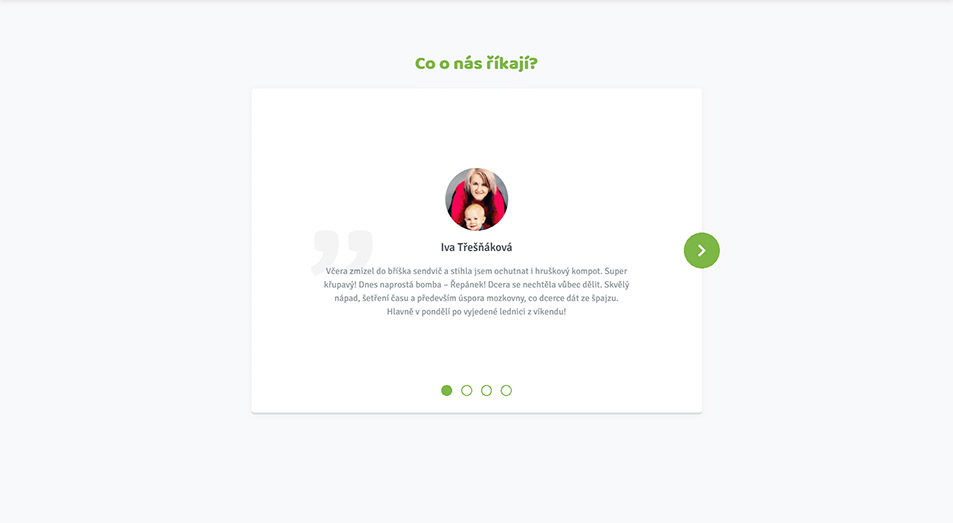 Co o nás říkají?
Iva Třešňáková
Včera zmizel do bříška sendvič a stihla jsem ochutnat i hruškový kompot. Super
křupavý! Dnes naprostá bomba – Řepánek! Dcera se nechtěla vůbec dělit. Skvělý
nápad, šetření času a především úspora mozkovny, co dcerce dát ze špajzu.
Hlavně v pondělí po vyjedené lednici z víkendu!